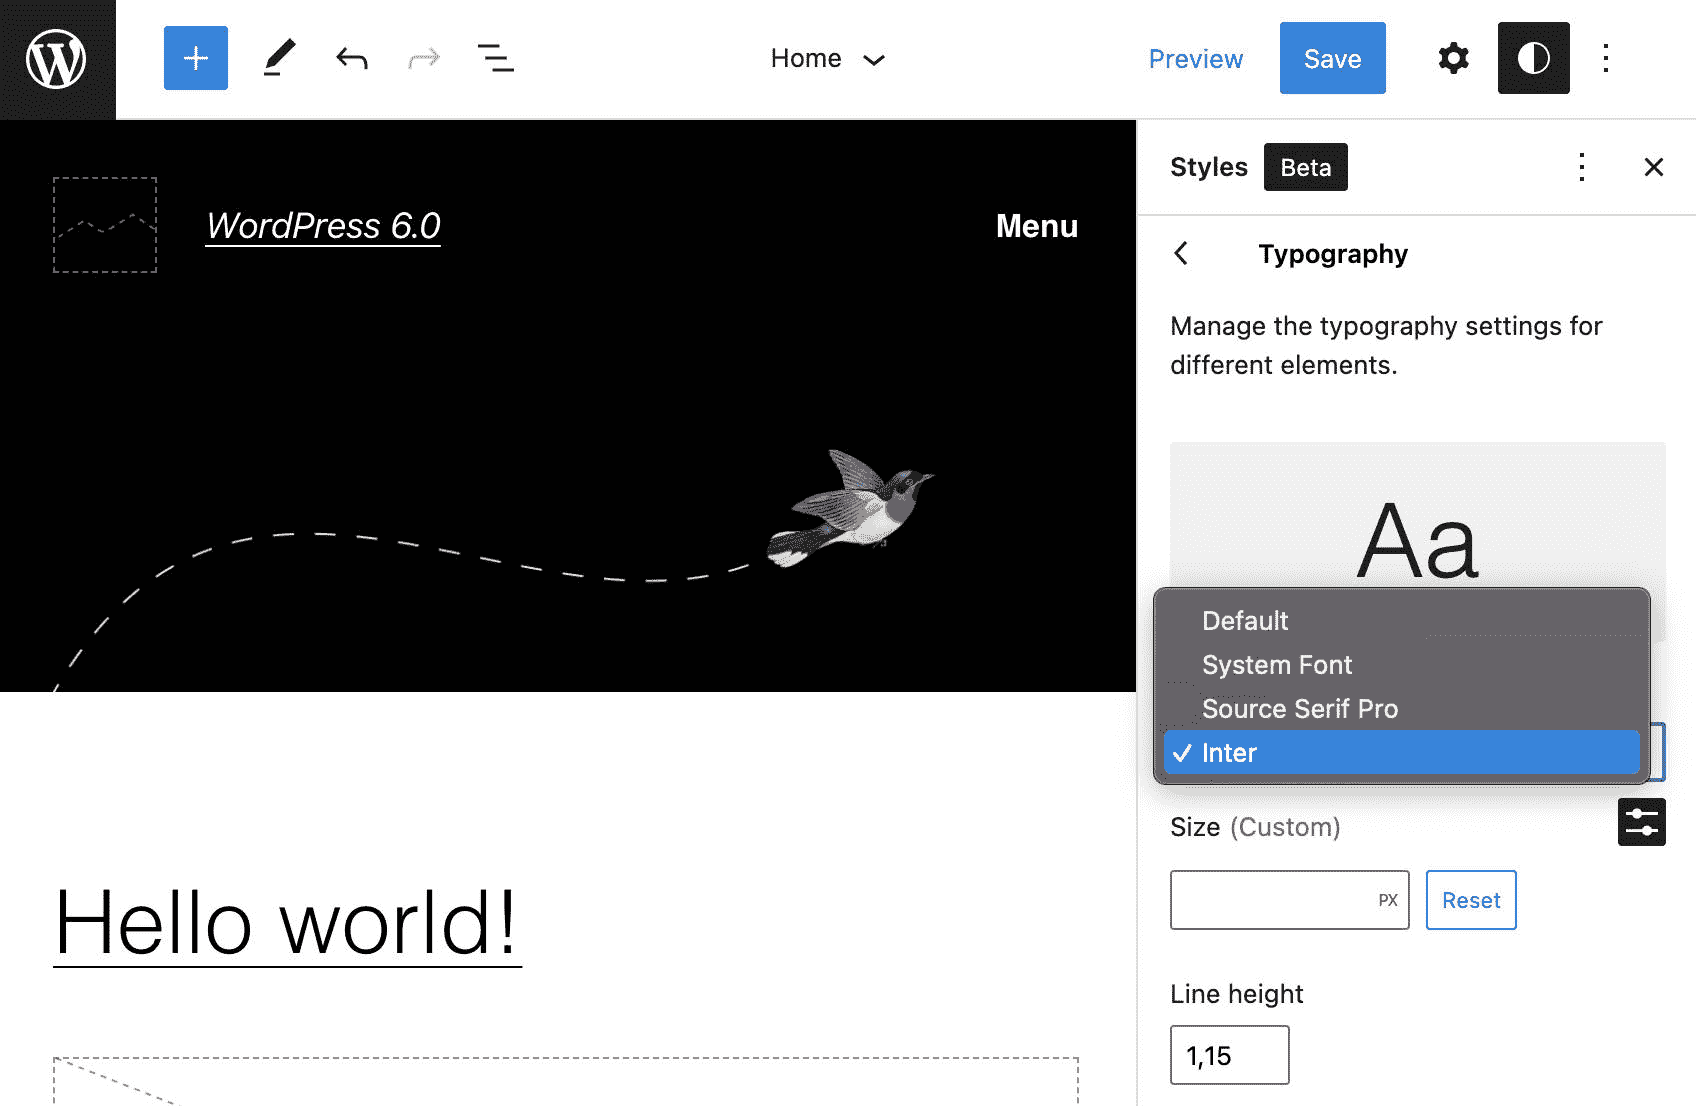 Home
Preview
Save
Styles
Beta
WordPress 6.0
Menu
Typography
Manage the typography settings for
different elements.
Aa
Default
System Font
Source Serif Pro
Inter
Size (Custom)
PX
Reset
Hello world!
Line height
1,15